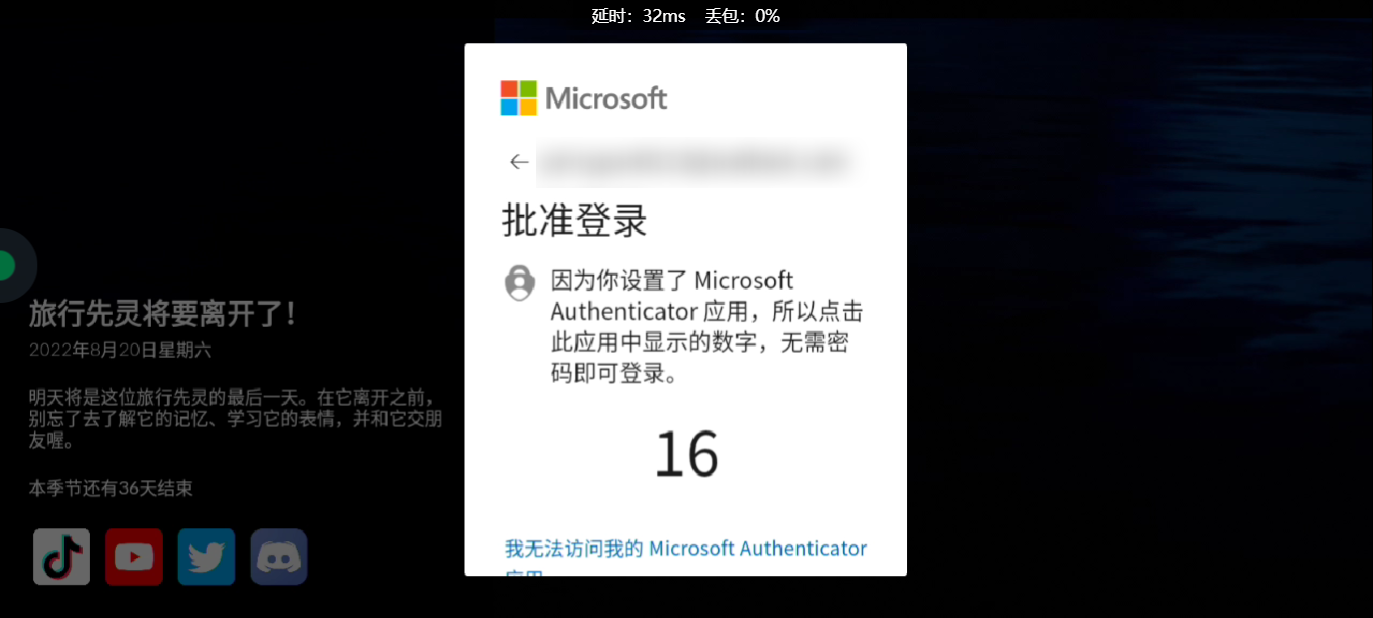 延时：32ms 丢包：0%
Microsoft
批准登录
因为你设置了 Microsoft
Authenticator 应用，所以点击
此应用中显示的数字，无需密
码即可登录。
16
我无法访问我的 Microsoft Authenticator
应用
旅行先灵将要离开了！
2022年8月20日星期六
明天将是这位旅行先灵的最后一天。在它离开之前，
别忘了去了解它的记忆、学习它的表情，并和它交朋
友喔。
本季节还有36天结束